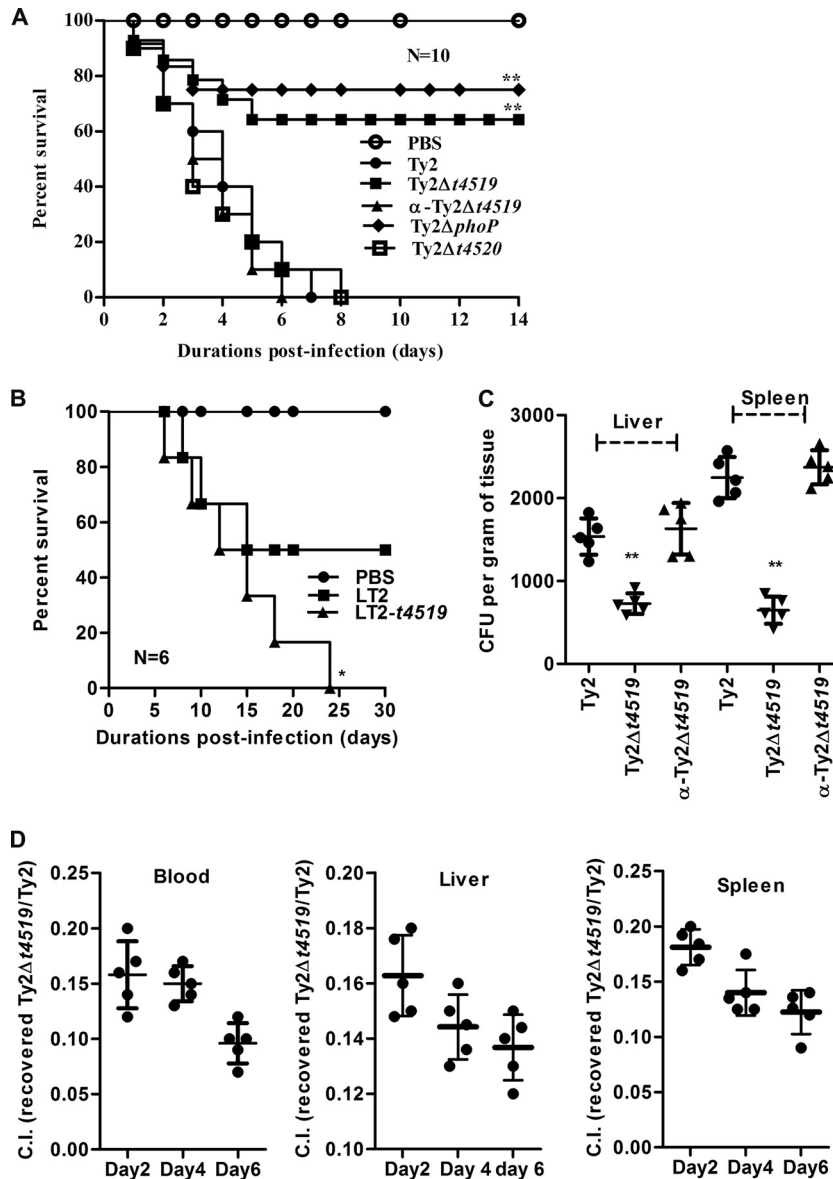 A
100
80
60
40
20
0
Percent survival
N=10
**
**
PBS
Ty2
Ty2Δt4519
α-Ty2Δt4519
Ty2ΔphoP
Ty2Δt4520
0 2 4 6 8 10 12 14
Durations post-infection (days)
B
100
80
60
40
20
0
Percent survival
PBS
LT2
LT2-t4519
N=6
*
0 5 10 15 20 25 30
Durations post-infection (days)
C
3000
2000
1000
0
CFU per gram of tissue
Liver
Spleen
**
**
Ty2
Ty2Δt4519
α-Ty2Δt4519
Ty2
Ty2Δt4519
α-Ty2Δt4519
D
C.I. (recovered Ty2Δt4519/Ty2)
0.25
0.20
0.15
0.10
0.05
0.00
Blood
Day2 Day4 Day6
C.I. (recovered Ty2Δt4519/Ty2)
0.20
0.18
0.16
0.14
0.12
0.10
Liver
Day2 Day 4 day 6
C.I. (recovered Ty2Δt4519/Ty2)
0.25
0.20
0.15
0.10
0.05
0.00
Spleen
Day2 Day4 Day6